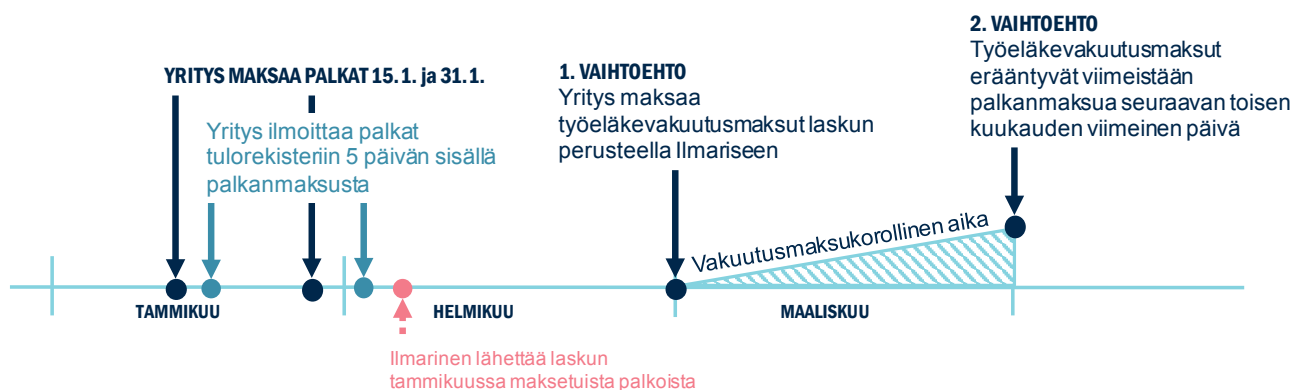 YRITYS MAKSAA PALKAT 15.1. ja 31.1.
Yritys ilmoittaa palkat
tulorekisteriin 5 päivän sisällä
palkanmaksusta
1. VAIHTOEHTO
Yritys maksaa
työeläkevakuutusmaksut laskun
perusteella Ilmariseen
2. VAIHTOEHTO
Työeläkevakuutusmaksut
erääntyvät viimeistään
palkanmaksua seuraavan toisen
kuukauden viimeinen päivä
Vakuutusmaksukorollinen aika
TAMMIKUU
HELMIKUU
MAALISKUU
Ilmarinen lähettää laskun
tammikuussa maksetuista palkoista